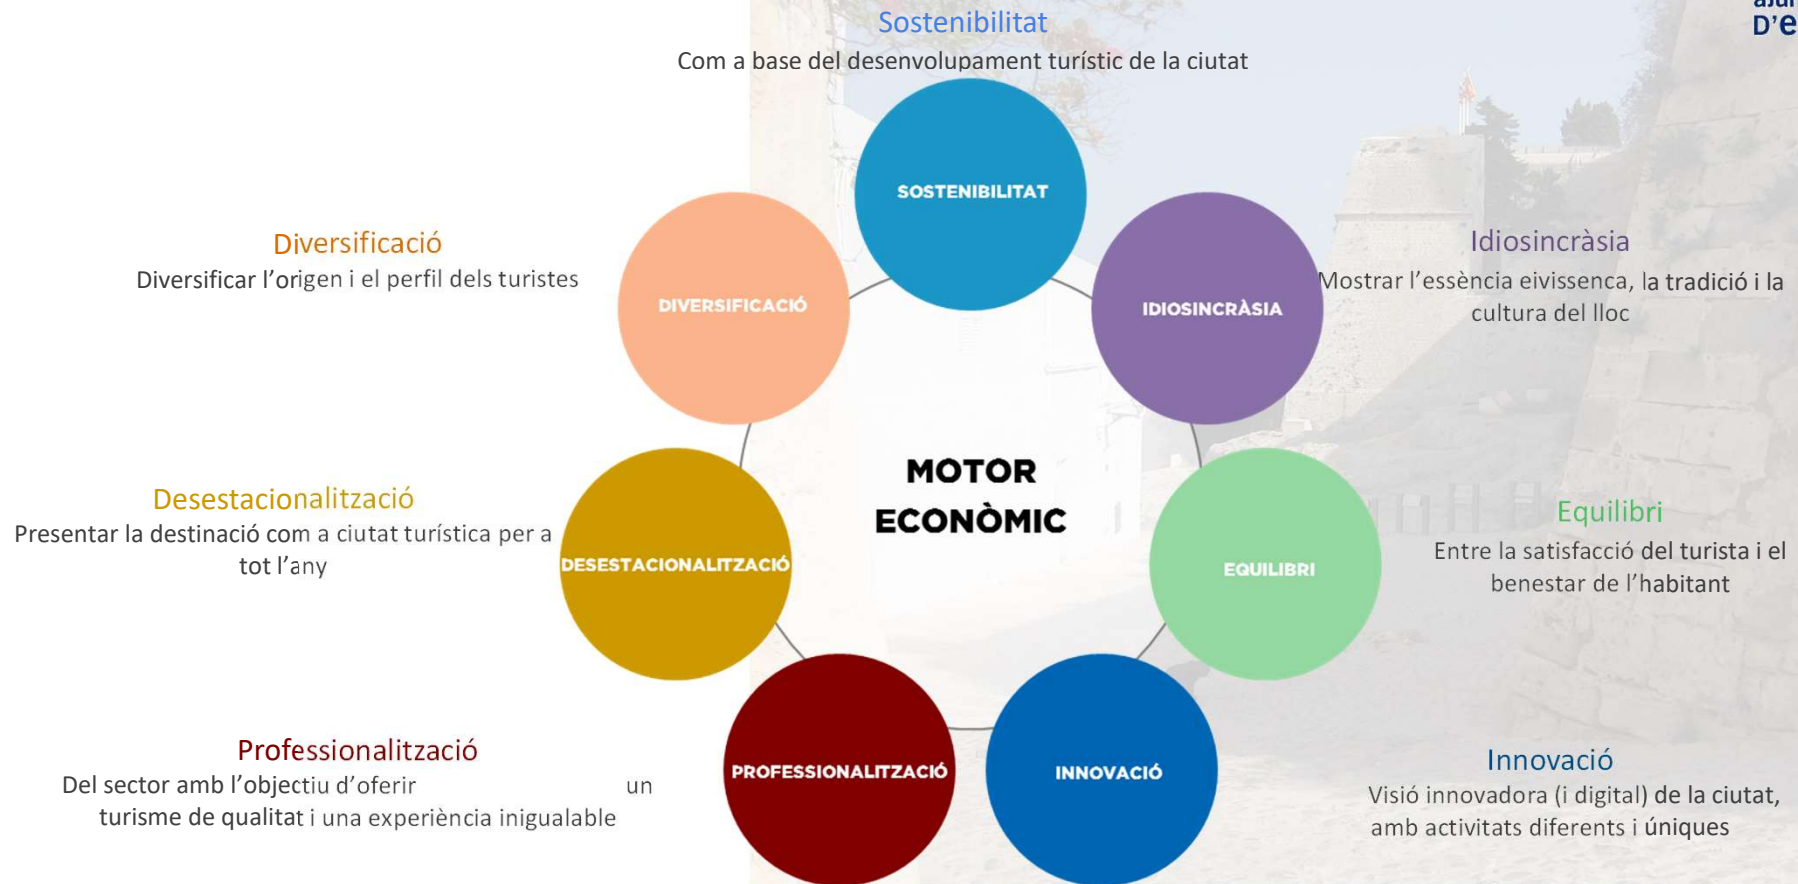 Sostenibilitat
Com a base del desenvolupament turístic de la ciutat
D'e
SOSTENIBILITAT
Diversificació
Diversificar l'origen i el perfil dels turistes
DIVERSIFICACIÓ
IDIOSINCRÀSIA
Idiosincràsia
Mostrar l'essència eivissenca, la tradició i la
cultura del lloc
MOTOR
ECONÒMIC
Desestacionalització
Presentar la destinació com a ciutat turística per a
tot l'any
DESESTACIONALITZACIÓ
EQUILIBRI
Equilibri
Entre la satisfacció del turista i el
benestar de l'habitant
Professionalització
Del sector amb l'objectiu d'oferir un
turisme de qualitat i una experiència inigualable
PROFESSIONALITZACIÓ
INNOVACIÓ
Innovació
Visió innovadora (i digital) de la ciutat,
amb activitats diferents i úniques